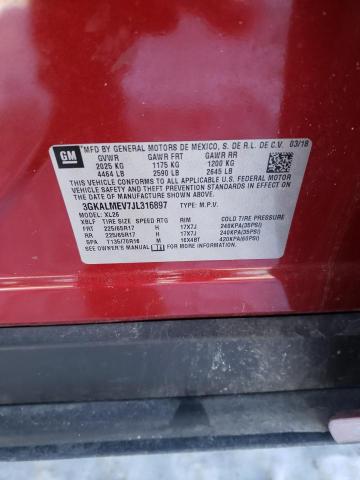 GM
MFD BY GENERAL MOTORS DE MEXICO, S. DE R.L. DE C.V. 03/18
GVWR GAWR FRT GAWR RR
2025 KG 1175 KG 1200 KG
4464 LB 2590 LB 2645 LB
THIS VEHICLE CONFORMS TO ALL APPLICABLE U.S. FEDERAL MOTOR
VEHICLE SAFETY AND THEFT PREVENTION STANDARDS IN EFFECT ON
THE DATE OF MANUFACTURE SHOWN ABOVE.
3GKALMEV7JL316897 TYPE: M.P.V.
MODEL: XL26
XBLF TIRE SIZE SPEED RTG RIM COLD TIRE PRESSURE
FRT 225/65R17 H 17X7J 240KPA(35PSI)
RR 225/65R17 H 17X7J 240KPA(35PSI)
SPA T135/70R16 M 16X4BT 420KPA(60PSI)
SEE OWNER'S MANUAL